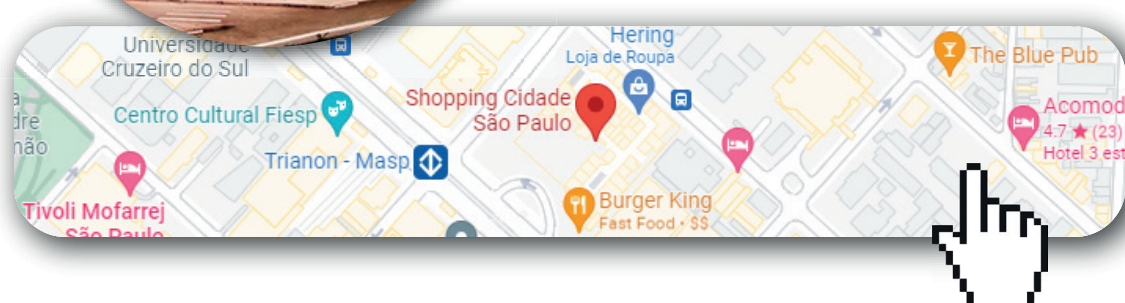 Universidade
Cruzeiro do Sul
Centro Cultural Fiesp
Trianon - Masp
Tivoli Mofarrej
São Paulo
Shopping Cidade
São Paulo
Hering
Loja de Roupa
Burger King
Fast Food • $$
The Blue Pub
Acomod
4.7 ★ (23)
Hotel 3 est